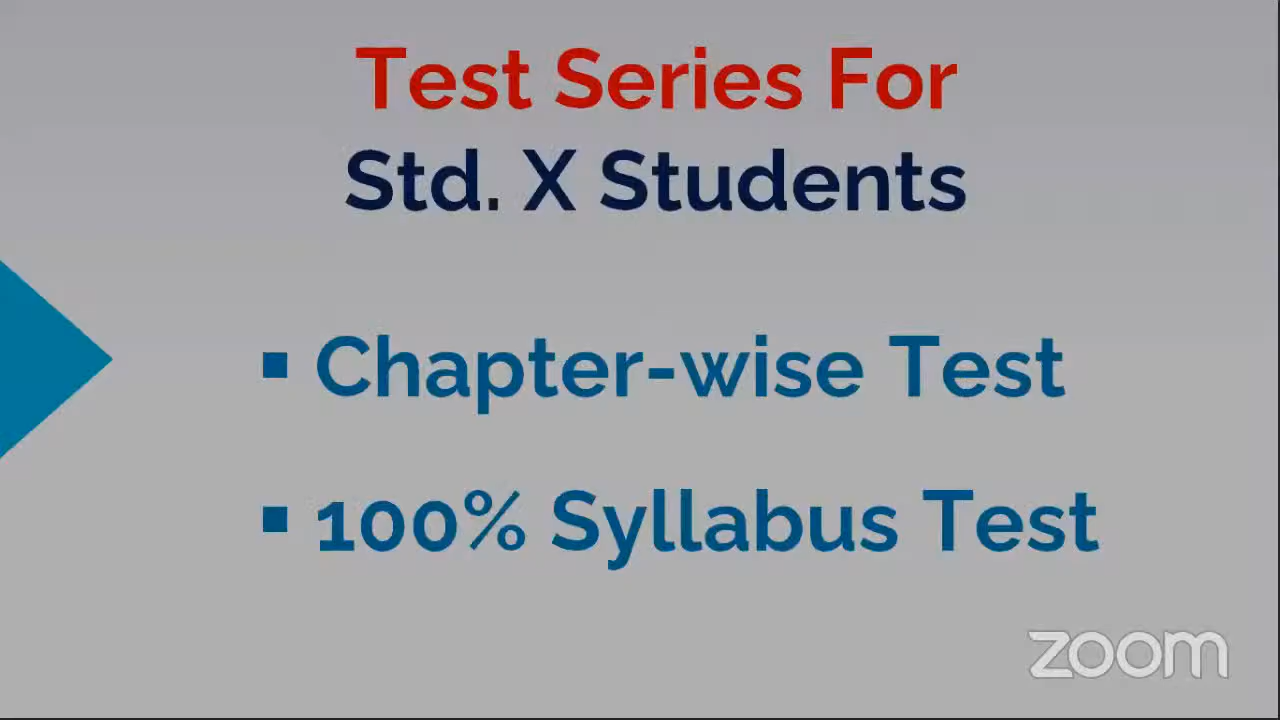 Test Series For
Std. X Students
▪ Chapter-wise Test
▪ 100% Syllabus Test
zoom